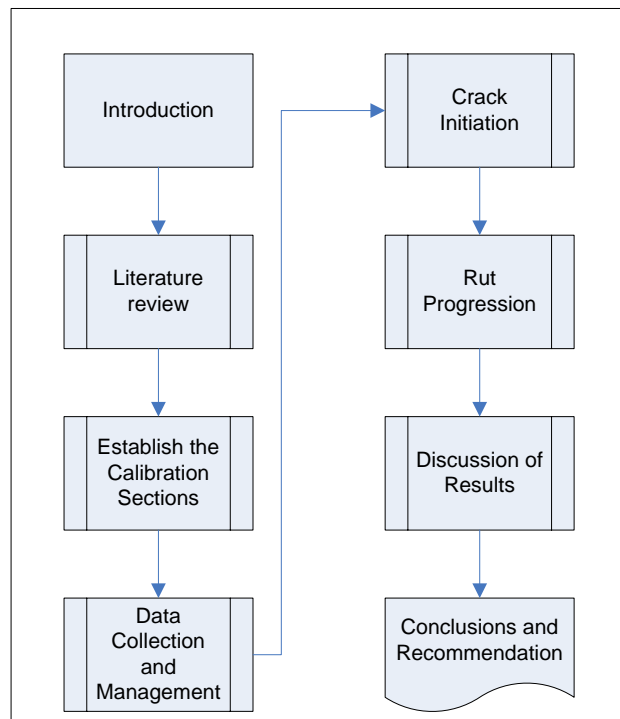 Introduction
Literature
review
Establish the
Calibration
Sections
Data
Collection
and
Management
Crack
Initiation
Rut
Progression
Discussion of
Results
Conclusions and
Recommendation